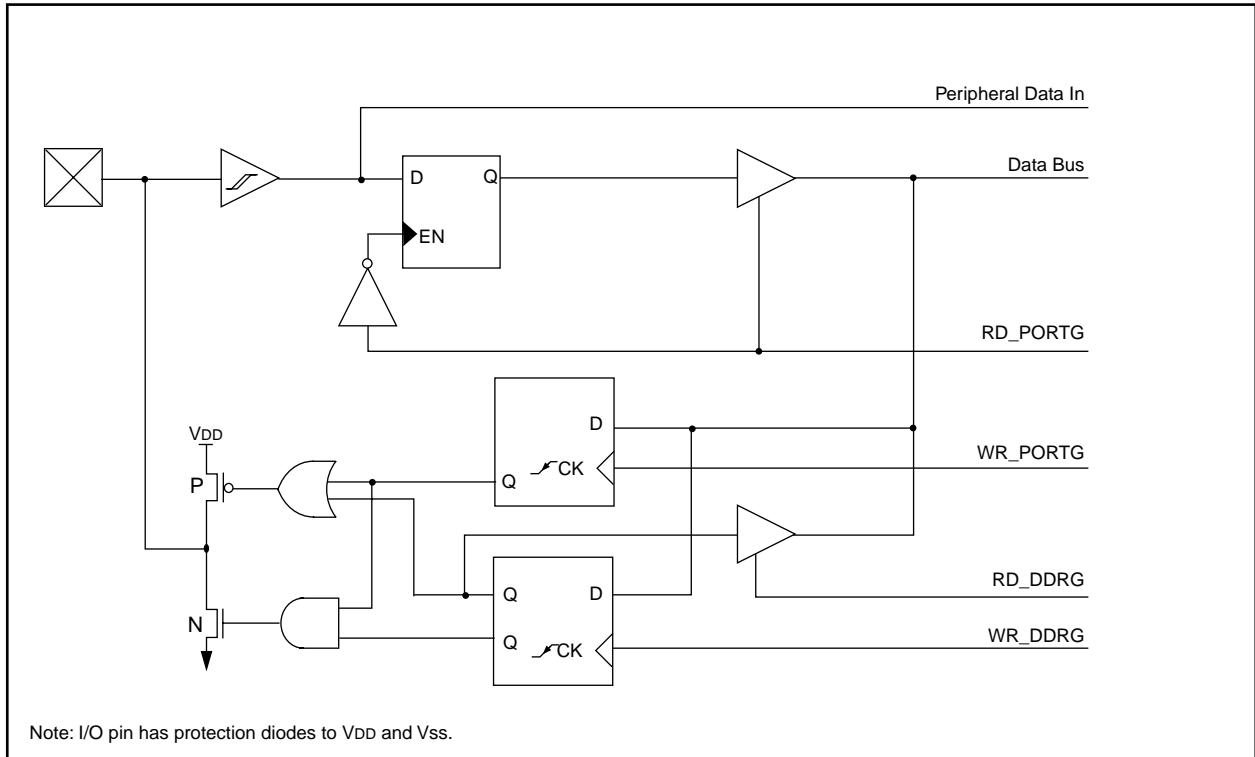 Peripheral Data In
D
Q
Data Bus
EN
RD_PORTG
D
VDD
WR_PORTG
P
Q
CK
RD_DDRG
Q
D
N
Q
CK
WR_DDRG
Note: I/O pin has protection diodes to VDD and Vss.